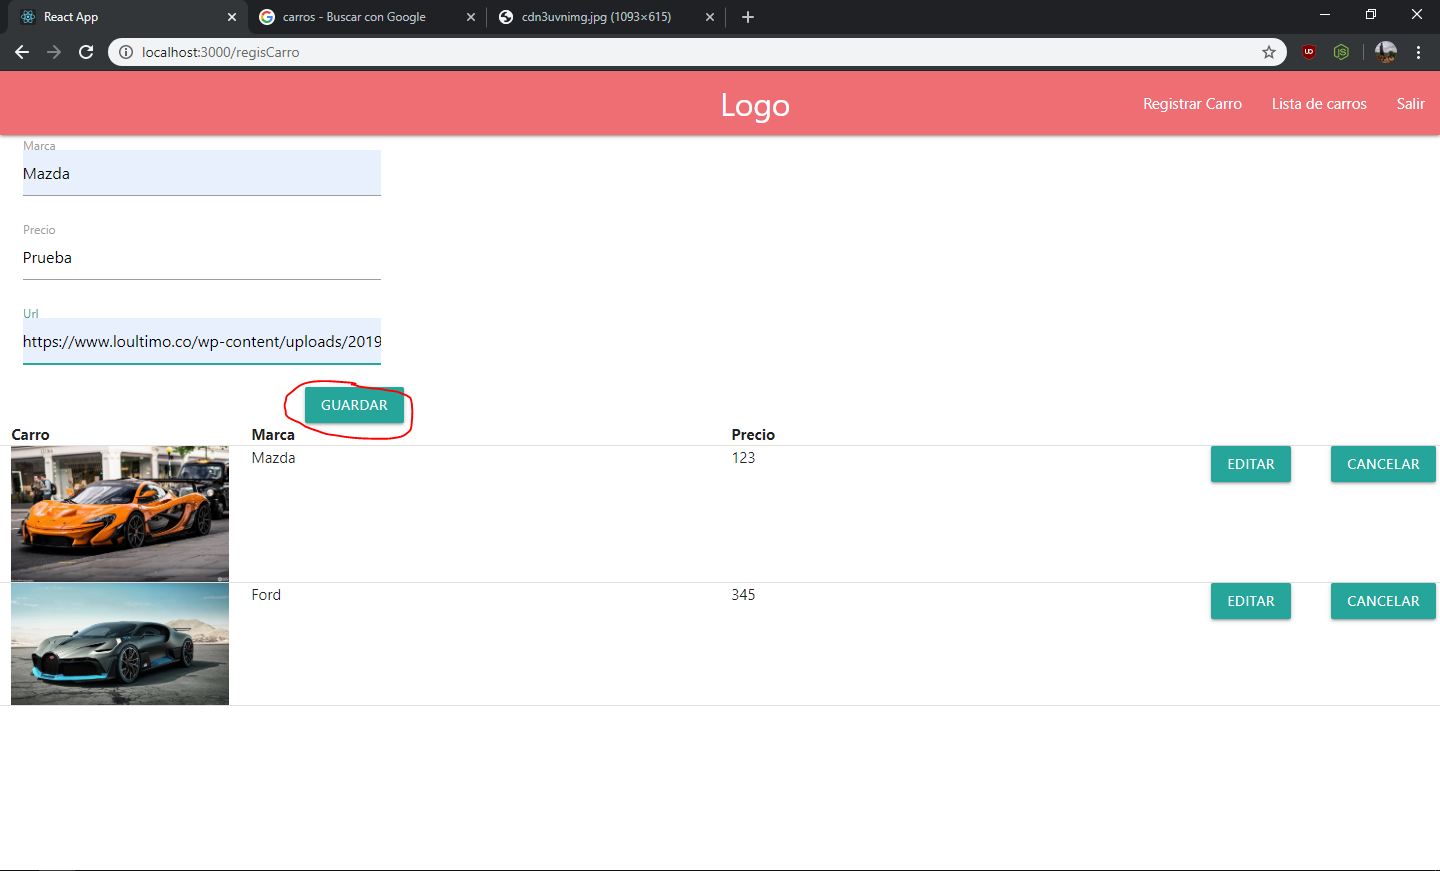 React App
carros - Buscar con Google
cdn3uvnimg.jpg (1093×615)
localhost:3000/regisCarro
Logo
Registrar Carro
Lista de carros
Salir
Marca
Mazda
Precio
Prueba
Url
https://www.loultimo.co/wp-content/uploads/2019
GUARDAR
Carro Marca Precio
Mazda 123 EDITAR CANCELAR
Ford 345 EDITAR CANCELAR